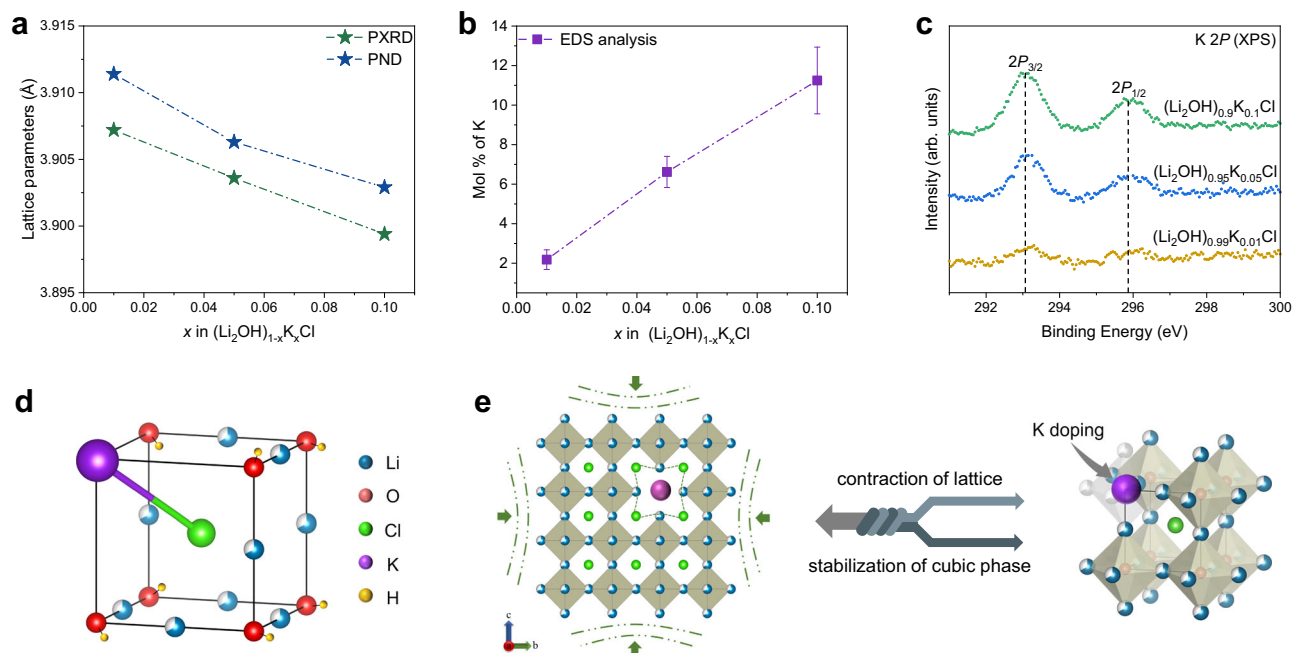 a
3.915
3.910
3.905
3.900
3.895
Lattice parameters (Å)
PXRD
PND
0.00 0.02 0.04 0.06 0.08 0.10
x in (Li₂OH)₁₋ₓKₓCl
b
14
12
10
8
6
4
2
Mol % of K
EDS analysis
0.00 0.02 0.04 0.06 0.08 0.10
x in (Li₂OH)₁₋ₓKₓCl
c
K 2P (XPS)
2P₃/₂
2P₁/₂
(Li₂OH)₀.₉K₀.₁Cl
(Li₂OH)₀.₉₅K₀.₀₅Cl
(Li₂OH)₀.₉₉K₀.₀₁Cl
Intensity (arb. units)
292 294 296 298 300
Binding Energy (eV)
d
Li
O
Cl
K
H
e
c
a
b
contraction of lattice
stabilization of cubic phase
K doping